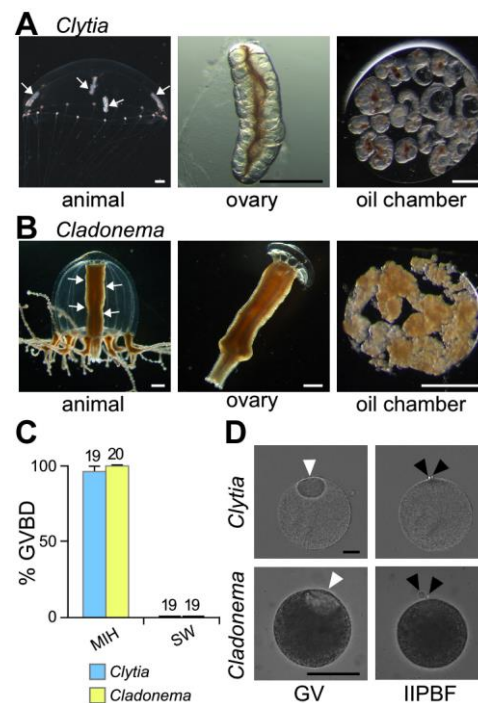 A Clytia
animal ovary oil chamber
B Cladonema
animal ovary oil chamber
C
19 20
100
% GVBD
50
19 19
0
MIH SW
Clytia
Cladonema
D
Clytia
Cladonema
GV IIPBF